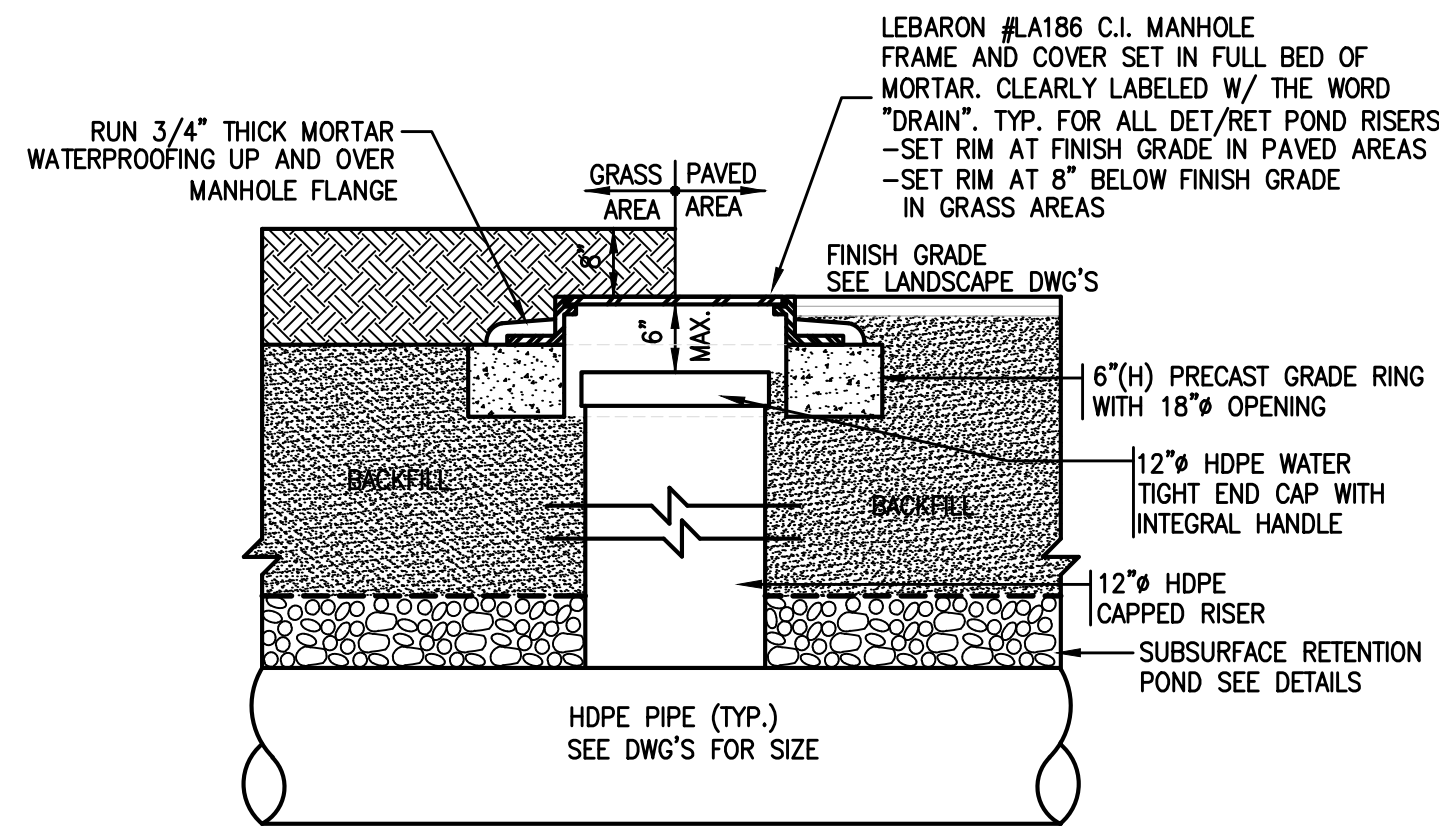 LEBARON #LA186 C.I. MANHOLE
FRAME AND COVER SET IN FULL BED OF
MORTAR. CLEARLY LABELED W/ THE WORD
"DRAIN". TYP. FOR ALL DET/RET POND RISERS
-SET RIM AT FINISH GRADE IN PAVED AREAS
-SET RIM AT 8" BELOW FINISH GRADE
IN GRASS AREAS
RUN 3/4" THICK MORTAR
WATERPROOFING UP AND OVER
MANHOLE FLANGE
GRASS
AREA
PAVED
AREA
8"
FINISH GRADE
SEE LANDSCAPE DWG'S
6"
MAX.
6"(H) PRECAST GRADE RING
WITH 18"ø OPENING
12"ø HDPE WATER
TIGHT END CAP WITH
INTEGRAL HANDLE
BACKFILL
BACKFILL
12"ø HDPE
CAPPED RISER
SUBSURFACE RETENTION
POND SEE DETAILS
HDPE PIPE (TYP.)
SEE DWG'S FOR SIZE